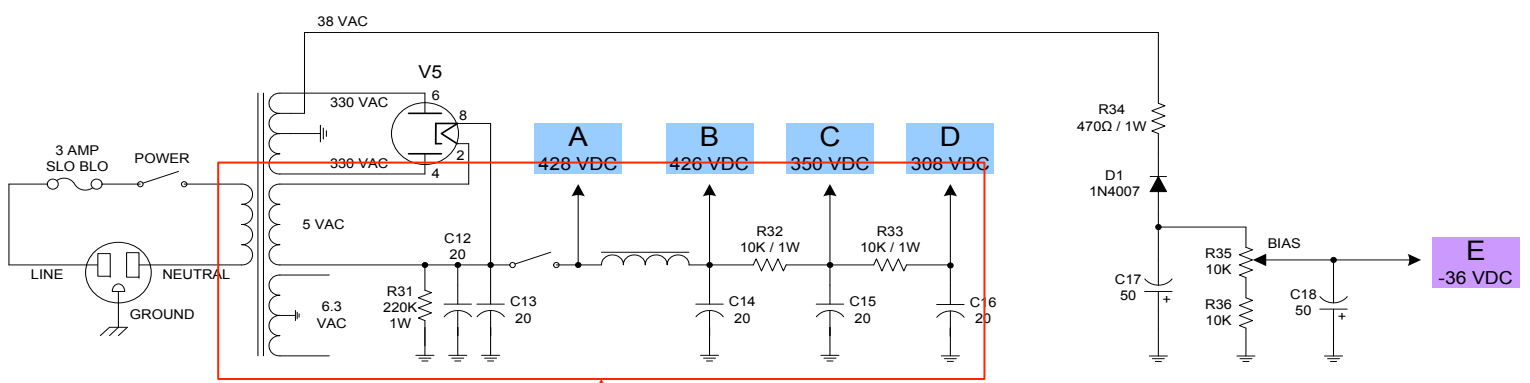 38 VAC
V5
330 VAC
6
8
2
330 VAC
4
3 AMP
SLO BLO
POWER
LINE
NEUTRAL
GROUND
5 VAC
6.3
VAC
R31
220K
1W
C12
20
C13
20
A
428 VDC
B
426 VDC
C
350 VDC
D
308 VDC
R32
10K / 1W
R33
10K / 1W
C14
20
C15
20
C16
20
R34
470Ω / 1W
D1
1N4007
C17
50
+
R35
10K
R36
10K
BIAS
C18
50
+
E
-36 VDC